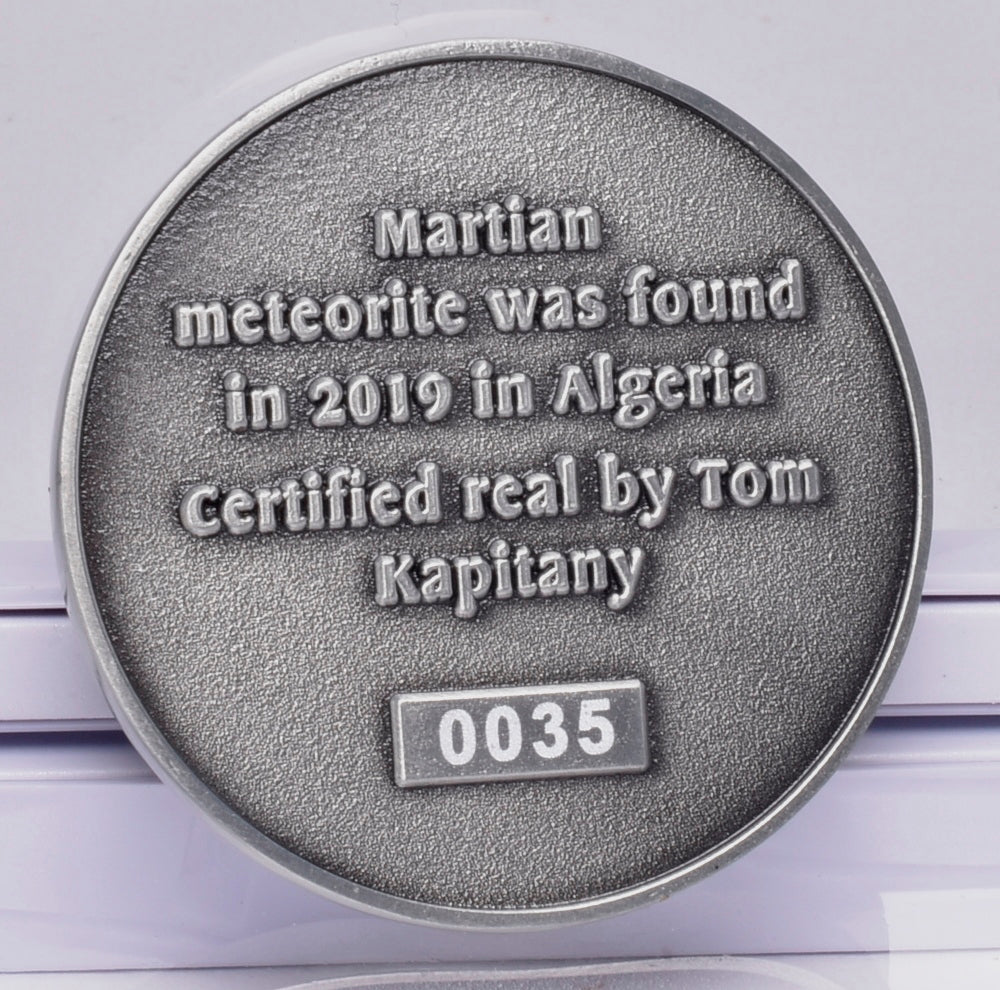 Martian
meteorite was found
in 2019 in Algeria
Certified real by Tom
Kapitany
0035